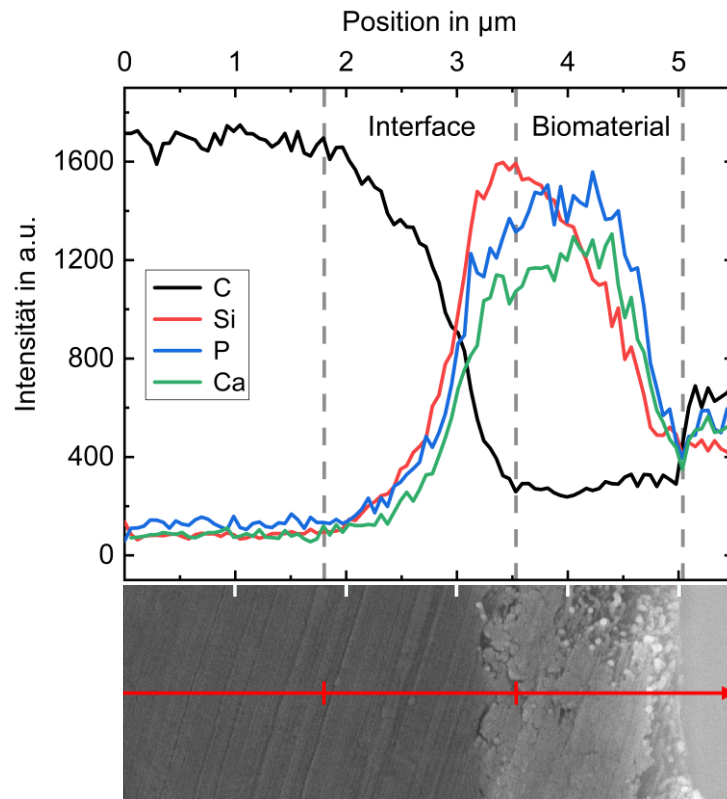 Position in µm
0 1 2 3 4 5
Interface Biomaterial
Intensität in a.u.
1600
1200
800
400
0
C
Si
P
Ca